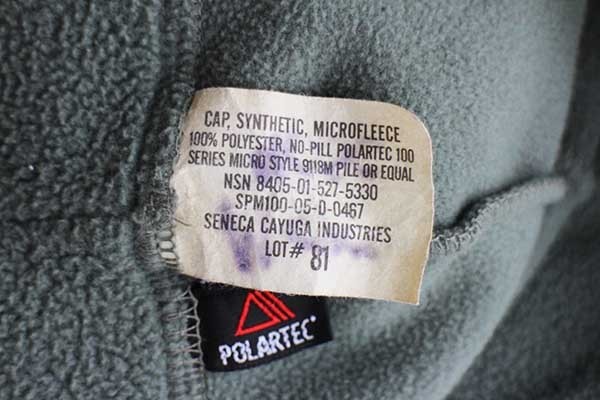 CAP, SYNTHETIC, MICROFLEECE
100% POLYESTER, NO-PILL POLARTEC 100
SERIES MICRO STYLE 9118M PILE OR EQUAL
NSN 8405-01-527-5330
SPM100-05-D-0467
SENECA CAYUGA INDUSTRIES
LOT# 81
POLARTEC®